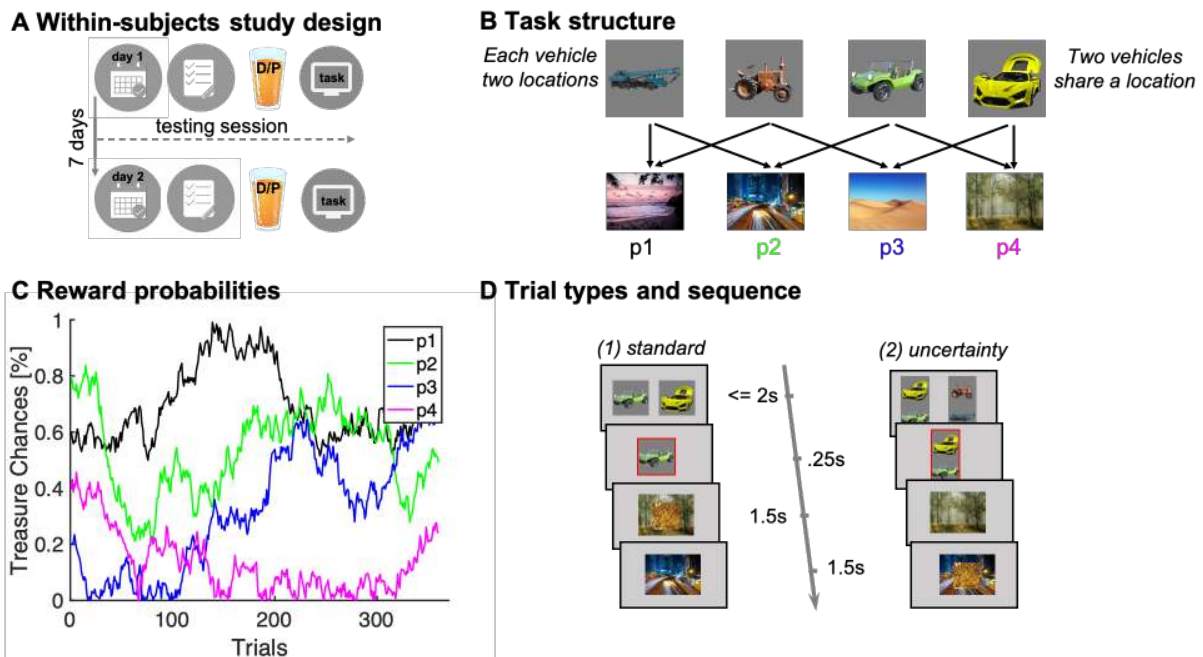 A Within-subjects study design
day 1
D/P
task
testing session
7 days
day 2
D/P
task
B Task structure
Each vehicle
two locations
Two vehicles
share a location
p1
p2
p3
p4
C Reward probabilities
Treasure Chances [%]
1
0.8
0.6
0.4
0.2
0
p1
p2
p3
p4
0
100
200
300
Trials
D Trial types and sequence
(1) standard
(2) uncertainty
<= 2s
.25s
1.5s
1.5s